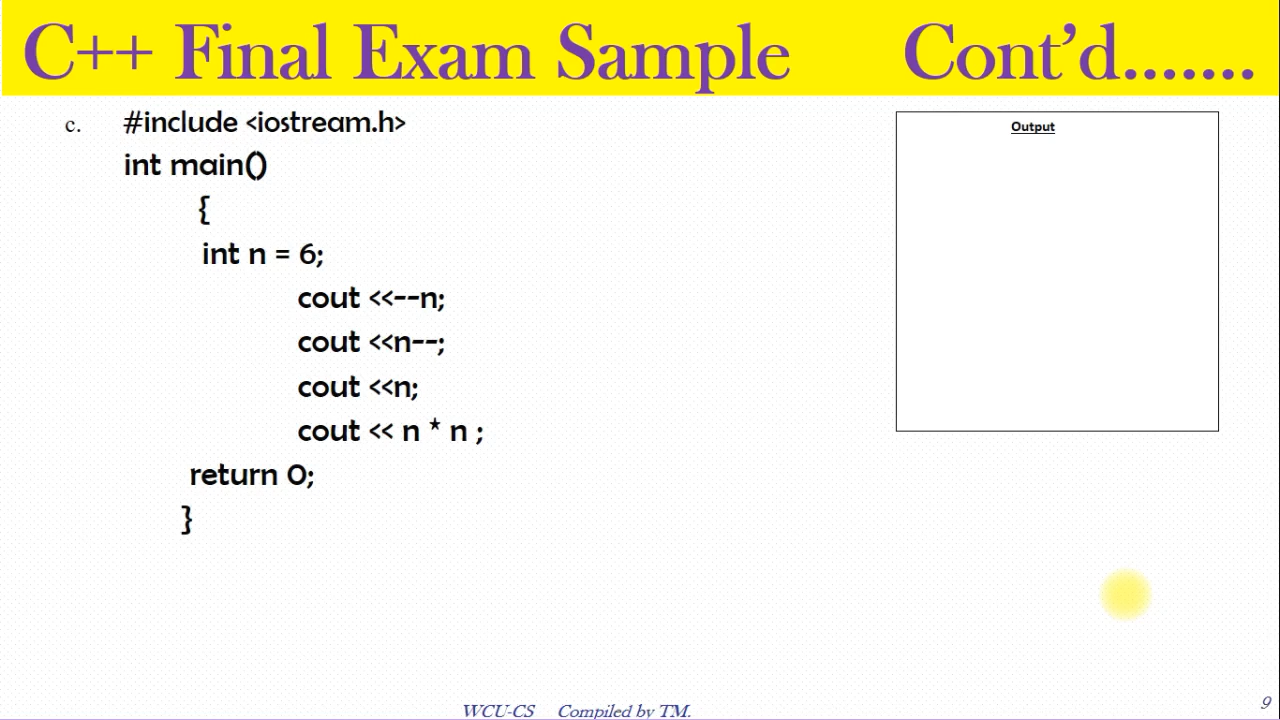 C++ Final Exam Sample Cont’d.......
c. #include <iostream.h>
int main()
{
int n = 6;
cout <<--n;
cout <<n--;
cout <<n;
cout << n * n ;
return 0;
}
Output
WCU-CS Compiled by TM.
9